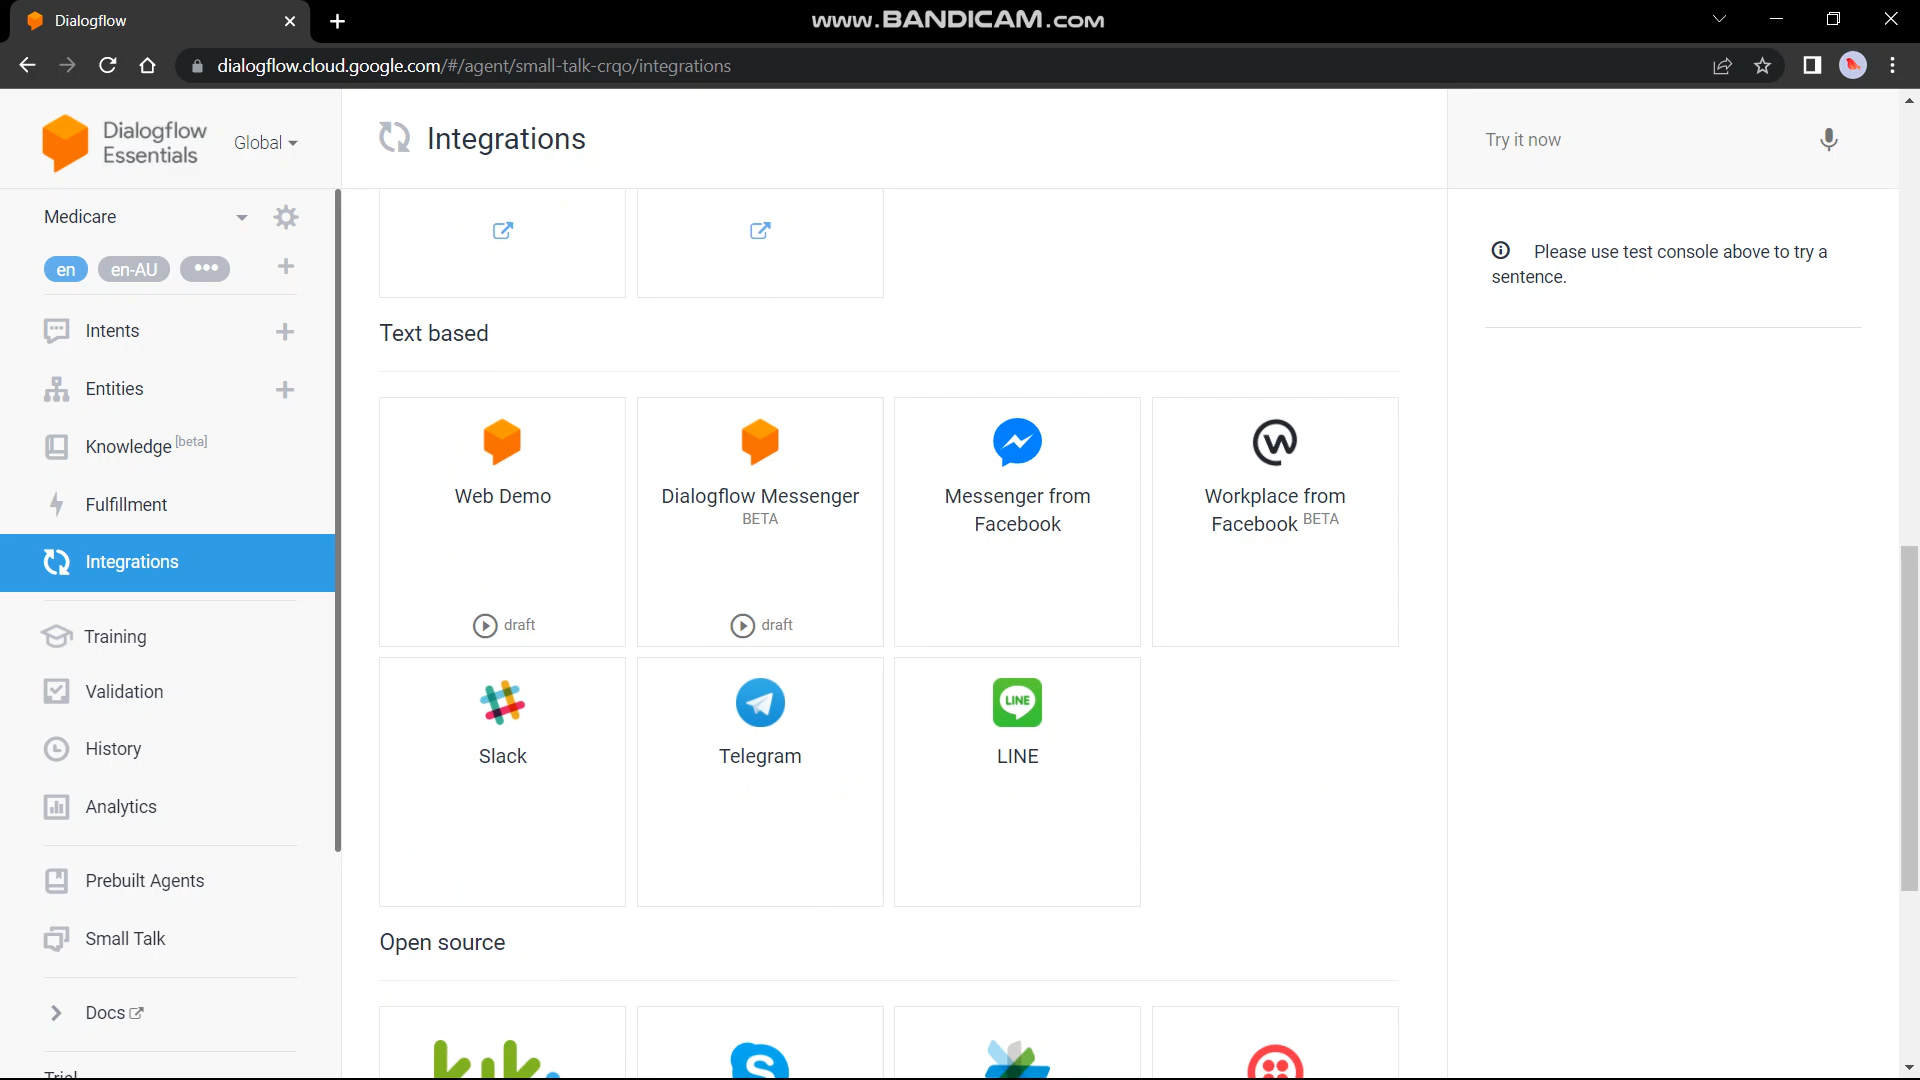 Dialogflow
www.BANDICAM.com
dialogflow.cloud.google.com/#/agent/small-talk-crqo/integrations
Dialogflow
Essentials
Global
Integrations
Try it now
Medicare
en
en-AU
Please use test console above to try a
sentence.
Intents
Text based
Entities
Knowledge [beta]
Web Demo
Dialogflow Messenger
BETA
Messenger from
Facebook
Workplace from
Facebook BETA
Fulfillment
Integrations
draft
draft
Training
Validation
Slack
Telegram
LINE
LINE
History
Analytics
Prebuilt Agents
Small Talk
Open source
Docs
kik
S